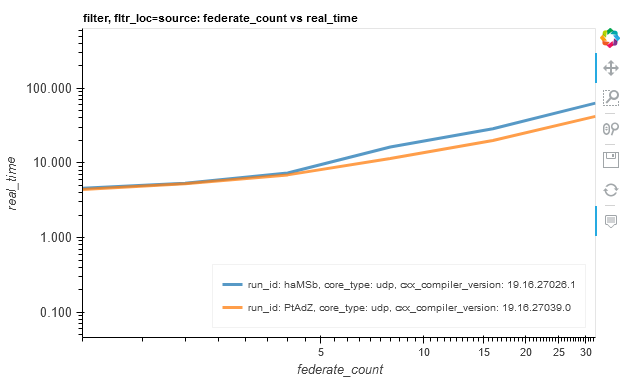 filter, fltr_loc=source: federate_count vs real_time
100.000
10.000
1.000
0.100
real_time
run_id: haMSb, core_type: udp, cxx_compiler_version: 19.16.27026.1
run_id: PtAdZ, core_type: udp, cxx_compiler_version: 19.16.27039.0
5 10 15 20 25 30
federate_count